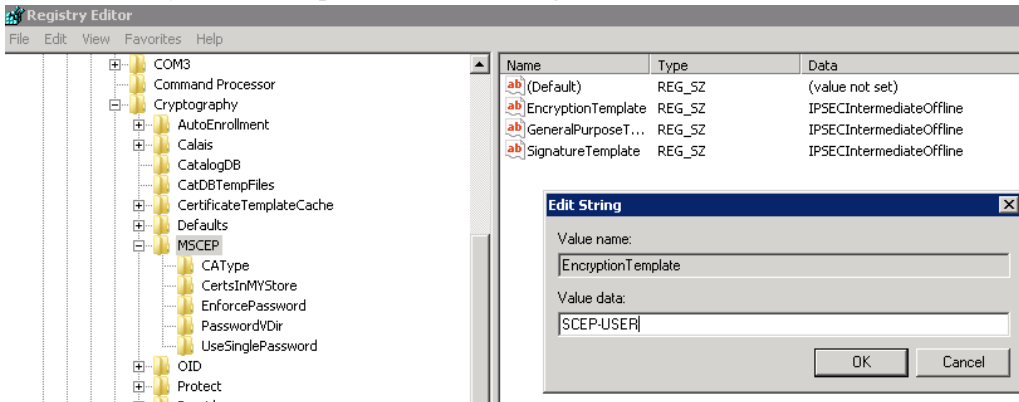 Registry Editor
File Edit View Favorites Help
COM3
Command Processor
Cryptography
AutoEnrollment
Calais
CatalogDB
CatDBTempFiles
CertificateTemplateCache
Defaults
MSCEP
CAType
CertsInMYStore
EnforcePassword
PasswordVDir
UseSinglePassword
OID
Protect
Name Type Data
(Default) REG_SZ (value not set)
EncryptionTemplate REG_SZ IPSECIntermediateOffline
GeneralPurposeT... REG_SZ IPSECIntermediateOffline
SignatureTemplate REG_SZ IPSECIntermediateOffline
Edit String
Value name:
EncryptionTemplate
Value data:
SCEP-USER
OK Cancel